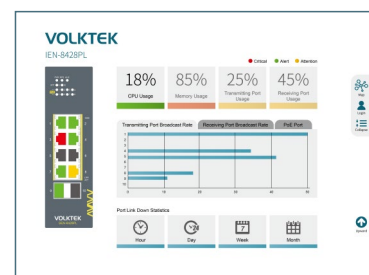 VOLKTEK
IEN-8428PL
Critical Alert Attention
18% 85% 25% 45%
CPU Usage Memory Usage Transmitting Port Usage Receiving Port Usage
Map
Login
Collapse
Transmitting Port Broadcast Rate Receiving Port Broadcast Rate PoE Port
1
2
3
4
5
6
7
8
9
10
0 10 20 30 40 50
Port Link Down Statistics
7
Hour Day Week Month
Upward
VOLKTEK